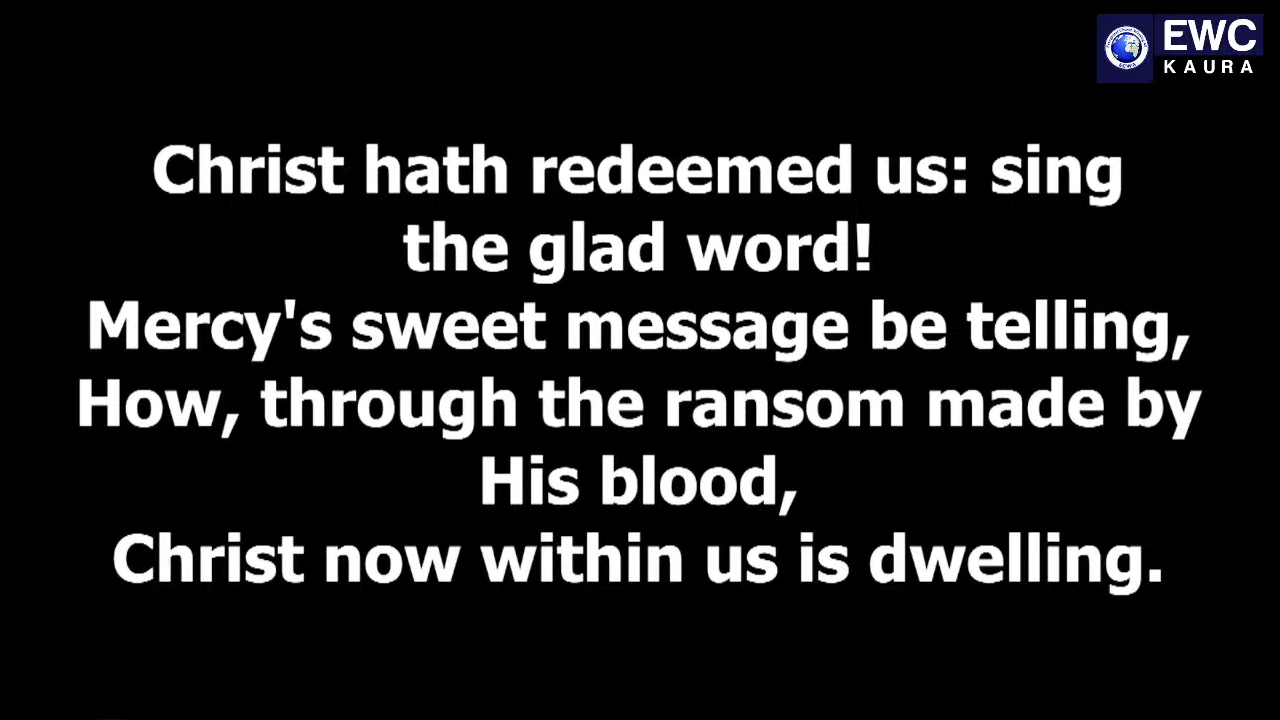 EWC
KAURA
Christ hath redeemed us: sing
the glad word!
Mercy's sweet message be telling,
How, through the ransom made by
His blood,
Christ now within us is dwelling.